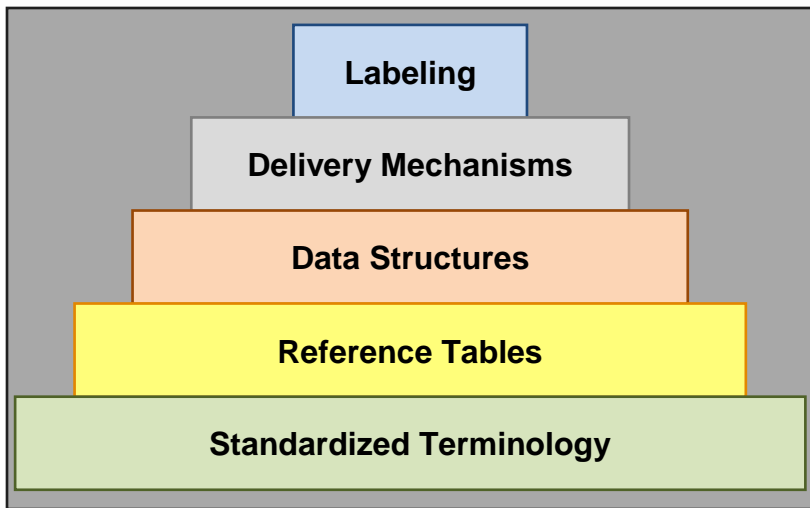 Labeling
Delivery Mechanisms
Data Structures
Reference Tables
Standardized Terminology